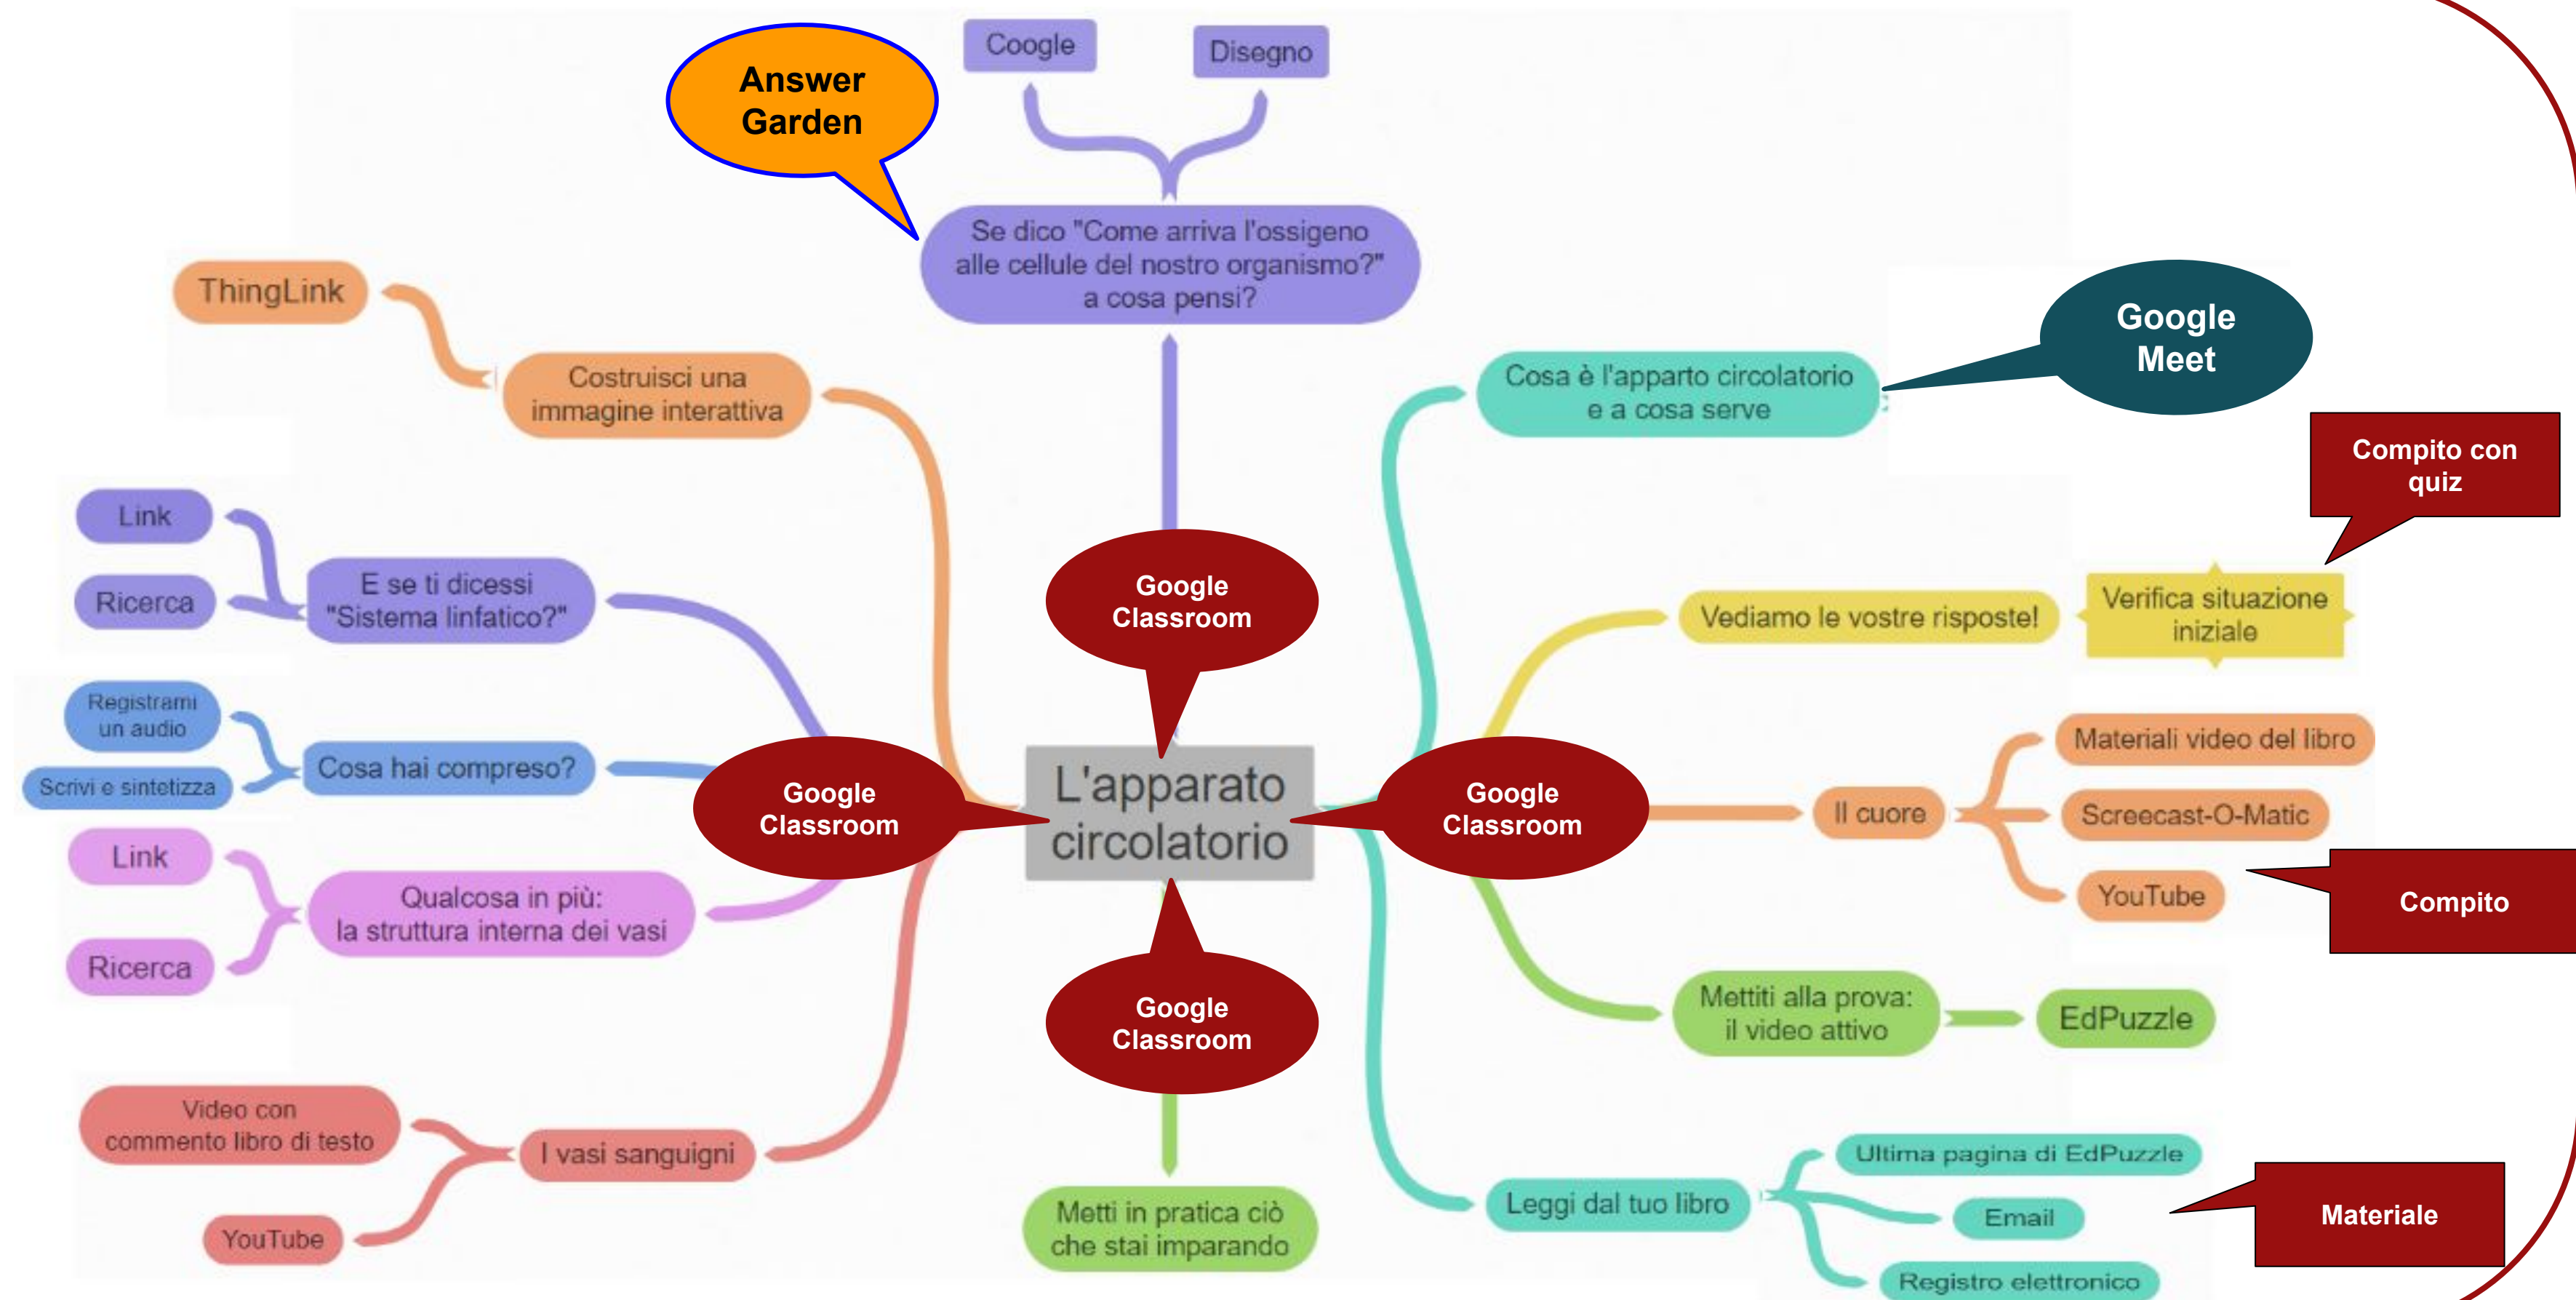 Coogle
Disegno
Answer
Garden
Se dico "Come arriva l'ossigeno
alle cellule del nostro organismo?"
a cosa pensi?
ThingLink
Costruisci una
immagine interattiva
Cosa è l'apparto circolatorio
e a cosa serve
Google
Meet
Compito con
quiz
Link
Ricerca
E se ti dicessi
"Sistema linfatico?"
Google
Classroom
Vediamo le vostre risposte!
Verifica situazione
iniziale
Registrami
un audio
Scrivi e sintetizza
Cosa hai compreso?
Google
Classroom
L'apparato
circolatorio
Google
Classroom
Il cuore
Materiali video del libro
Screecast-O-Matic
YouTube
Compito
Link
Ricerca
Qualcosa in più:
la struttura interna dei vasi
Google
Classroom
Mettiti alla prova:
il video attivo
EdPuzzle
Video con
commento libro di testo
YouTube
I vasi sanguigni
Metti in pratica ciò
che stai imparando
Leggi dal tuo libro
Ultima pagina di EdPuzzle
Email
Registro elettronico
Materiale